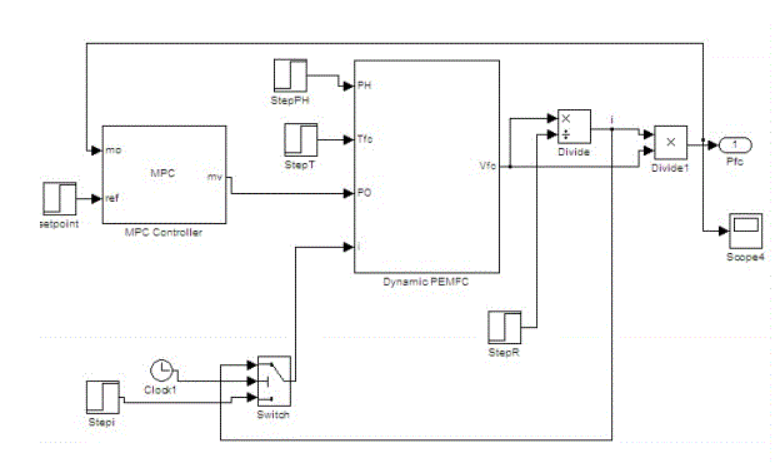 PH
StepPH
Tfc
StepT
mo
MPC
mv
ref
setpoint
MPC Controller
PO
i
Vfc
Dynamic PEMFC
×
÷
Divide
i
×
Divide1
1
Pfc
Scope4
StepR
Clock1
Stepi
Switch